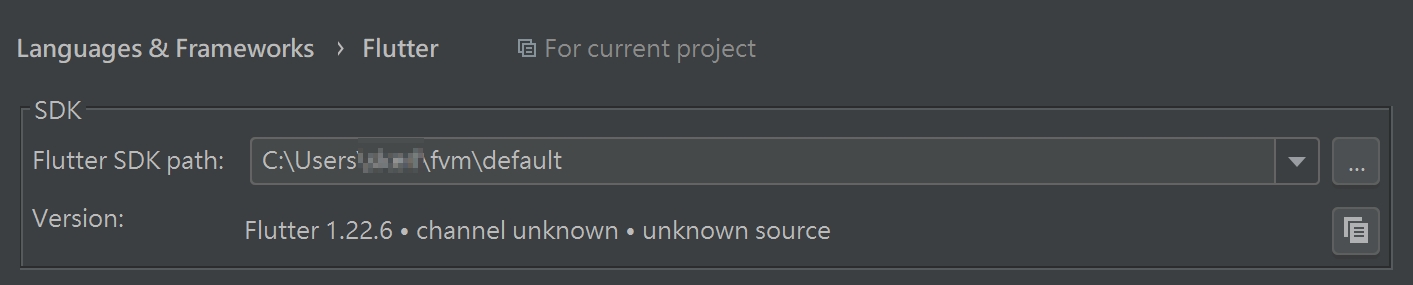 Languages & Frameworks › Flutter For current project
SDK
Flutter SDK path: C:\Users\ \fvm\default ...
Version:
Flutter 1.22.6 • channel unknown • unknown source